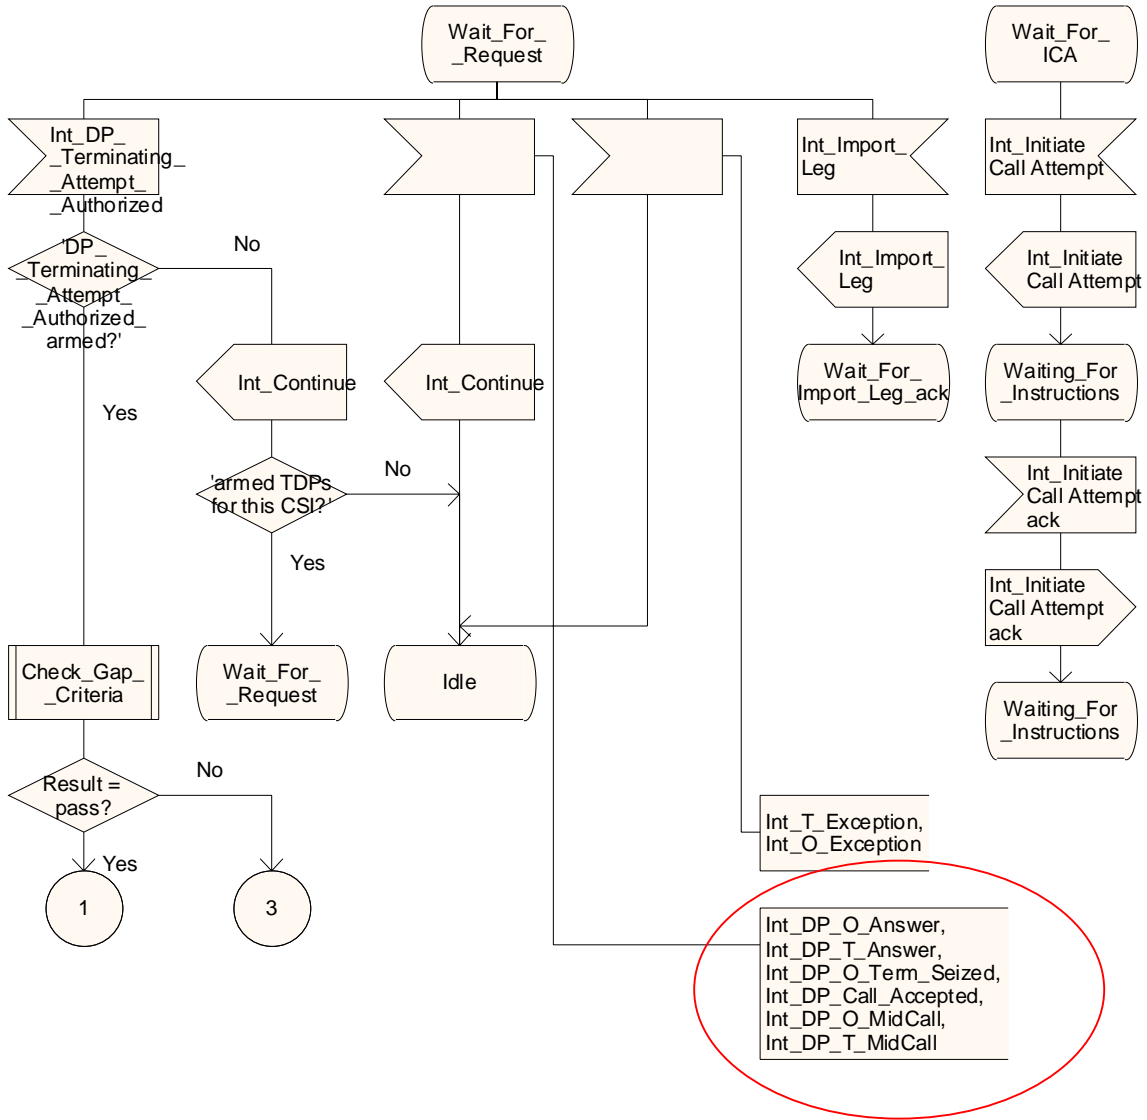 Wait_For_
_Request
Wait_For_
ICA
Int_DP_
_Terminating_
_Attempt_
_Authorized
Int_Import_
Leg
Int_Initiate
Call Attempt
'DP_
_Terminating_
_Attempt_
_Authorized_
armed?'
No
Int_Import_
Leg
Int_Initiate
Call Attempt
Yes
Int_Continue
Int_Continue
Wait_For_
Import_Leg_ack
Waiting_For
_Instructions
'armed TDPs
for this CSI?'
No
Yes
Int_Initiate
Call Attempt
ack
Int_Initiate
Call Attempt
ack
Check_Gap_
_Criteria
Wait_For_
_Request
Idle
Waiting_For
_Instructions
Result =
pass?
No
Yes
1
3
Int_T_Exception,
Int_O_Exception
Int_DP_O_Answer,
Int_DP_T_Answer,
Int_DP_O_Term_Seized,
Int_DP_Call_Accepted,
Int_DP_O_MidCall,
Int_DP_T_MidCall